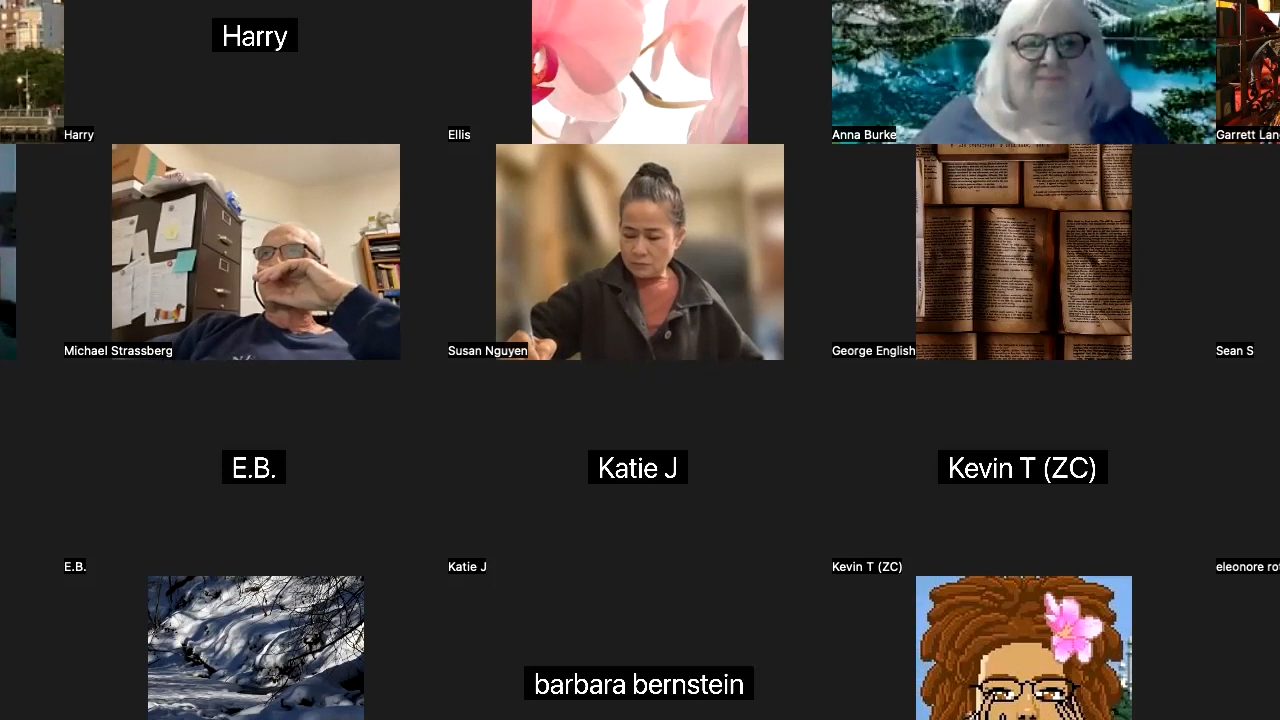 Harry
Harry
Ellis
Anna Burke
Garrett Lan
Michael Strassberg
Susan Nguyen
George English
Sean S
E.B.
Katie J
Kevin T (ZC)
E.B.
Katie J
Kevin T (ZC)
eleonore ro
barbara bernstein